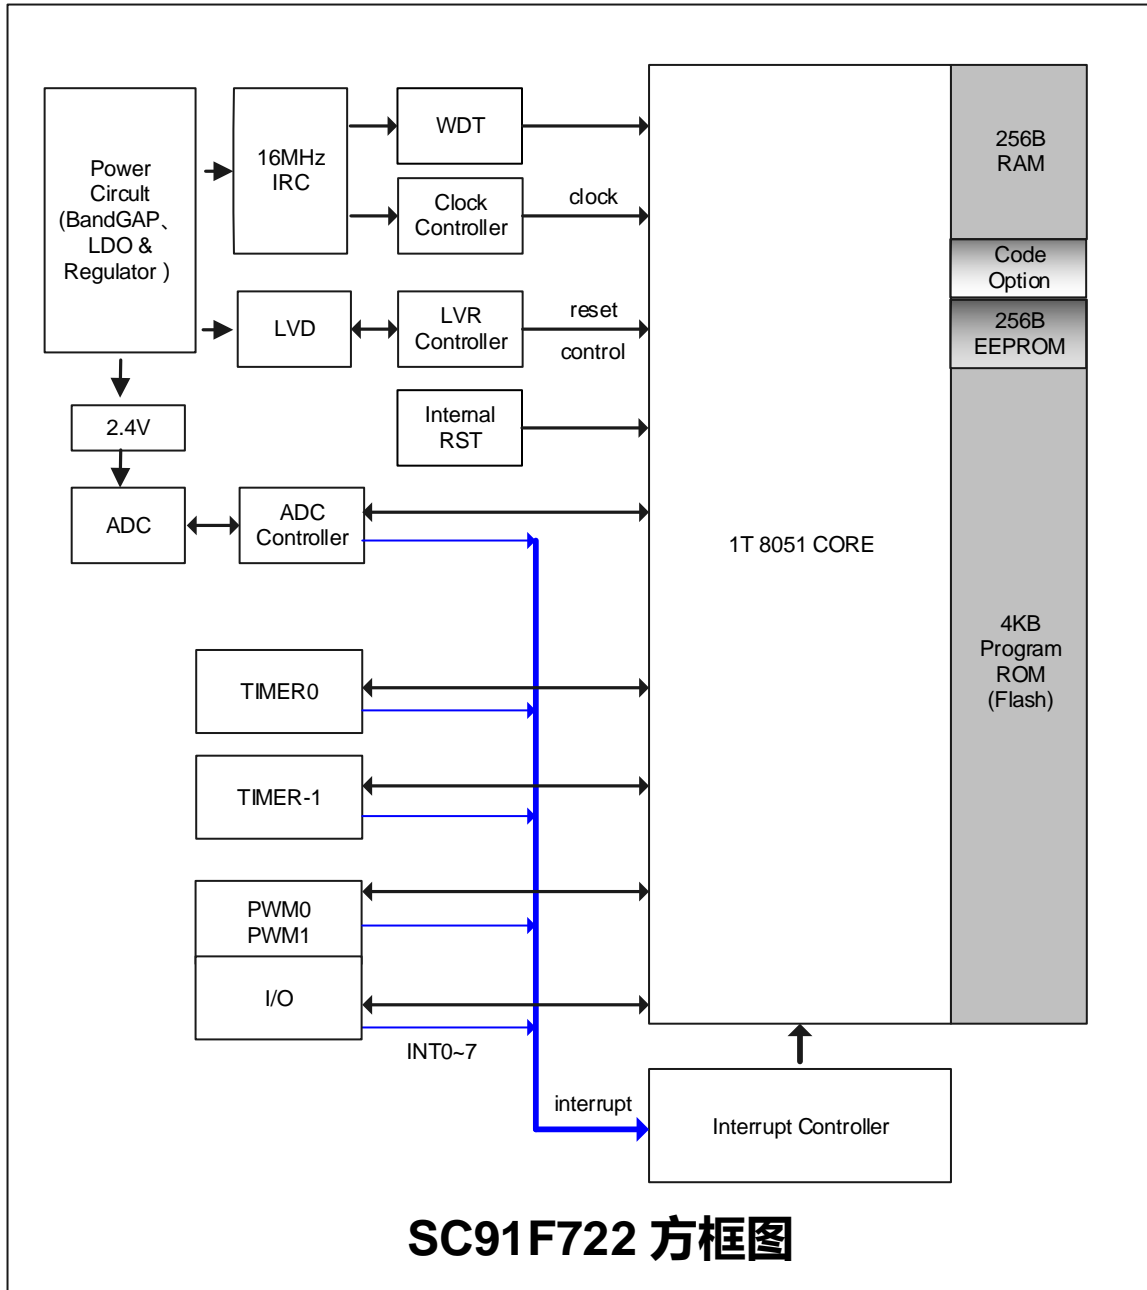 Power
Circuit
(BandGAP、
LDO &
Regulator )
16MHz
IRC
WDT
Clock
Controller
clock
LVD
LVR
Controller
reset
control
Internal
RST
2.4V
ADC
ADC
Controller
TIMER0
TIMER-1
PWM0
PWM1
I/O
INT0~7
interrupt
1T 8051 CORE
256B
RAM
Code
Option
256B
EEPROM
4KB
Program
ROM
(Flash)
Interrupt Controller
SC91F722 方框图